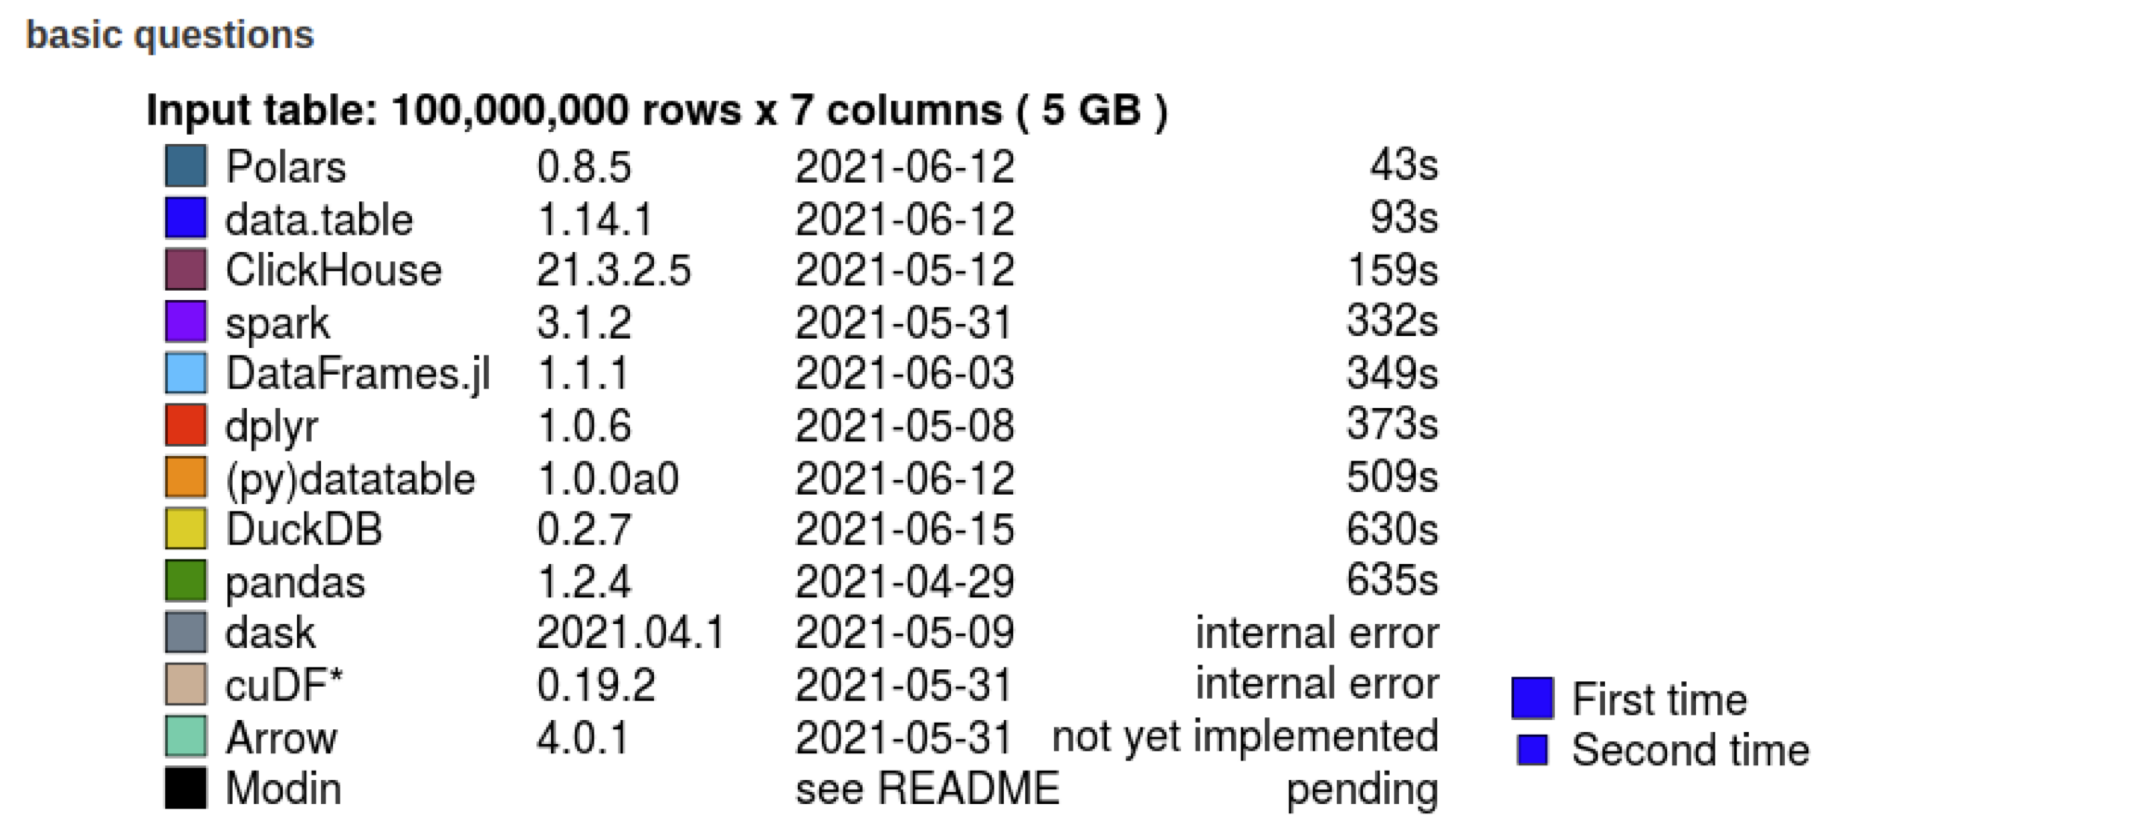 basic questions
Input table: 100,000,000 rows x 7 columns ( 5 GB )
Polars 0.8.5 2021-06-12 43s
data.table 1.14.1 2021-06-12 93s
ClickHouse 21.3.2.5 2021-05-12 159s
spark 3.1.2 2021-05-31 332s
DataFrames.jl 1.1.1 2021-06-03 349s
dplyr 1.0.6 2021-05-08 373s
(py)datatable 1.0.0a0 2021-06-12 509s
DuckDB 0.2.7 2021-06-15 630s
pandas 1.2.4 2021-04-29 635s
dask 2021.04.1 2021-05-09 internal error
cuDF* 0.19.2 2021-05-31 internal error
Arrow 4.0.1 2021-05-31 not yet implemented
Modin see README pending
First time
Second time